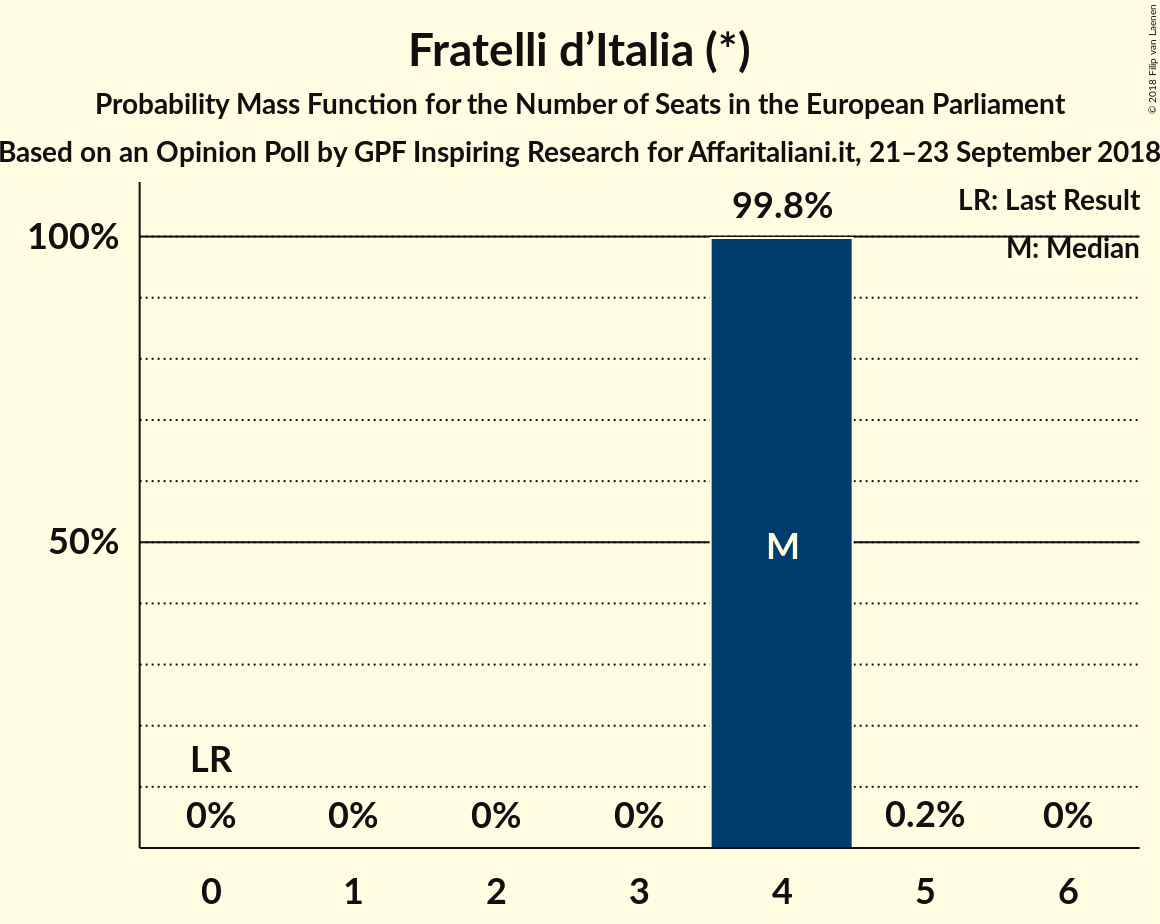 Fratelli d’Italia (*)
Probability Mass Function for the Number of Seats in the European Parliament
Based on an Opinion Poll by GPF Inspiring Research for Affaritaliani.it, 21–23 September 2018
© 2018 Filip van Laenen
LR: Last Result
M: Median
99.8%
100%
50%
M
LR
0%
0%
0%
0%
0.2%
0%
0
1
2
3
4
5
6